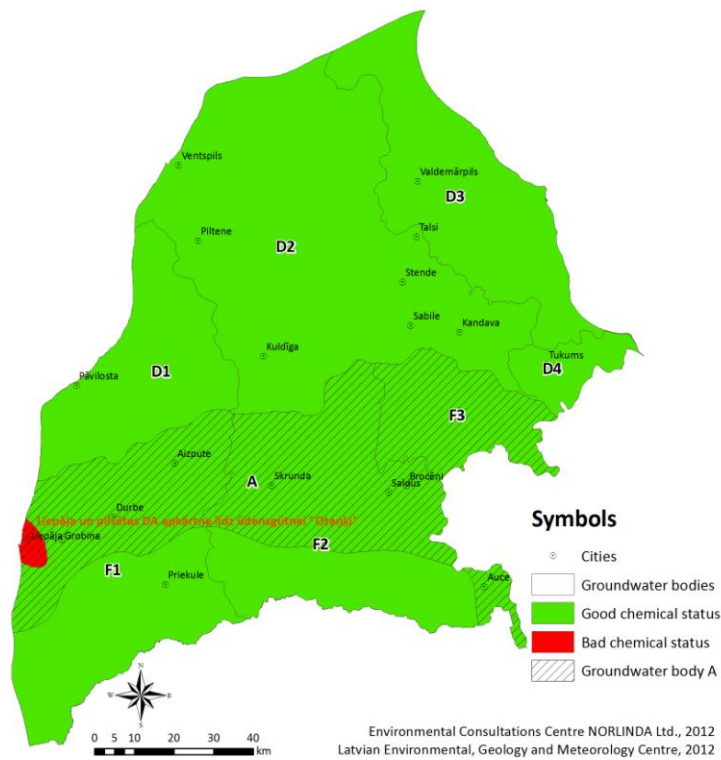 Ventspils
Valdemārpils
D3
Talsi
Piltene
D2
Stende
Sabile
Kandava
Kuldīga
Tukums
D4
D1
Pāvilosta
F3
Aizpute
A
Skrunda
Brocēni
Saldus
Durbe
Liepāja un pilsētas DA apkārtne līdz ūdensgūtnei "Otaņķi"
Liepāja
Grobiņa
F2
F1
Priekule
Auce
Symbols
Cities
Groundwater bodies
Good chemical status
Bad chemical status
Groundwater body A
N
W
E
S
0 5 10 20 30 40
km
Environmental Consultations Centre NORLINDA Ltd., 2012
Latvian Environmental, Geology and Meteorology Centre, 2012